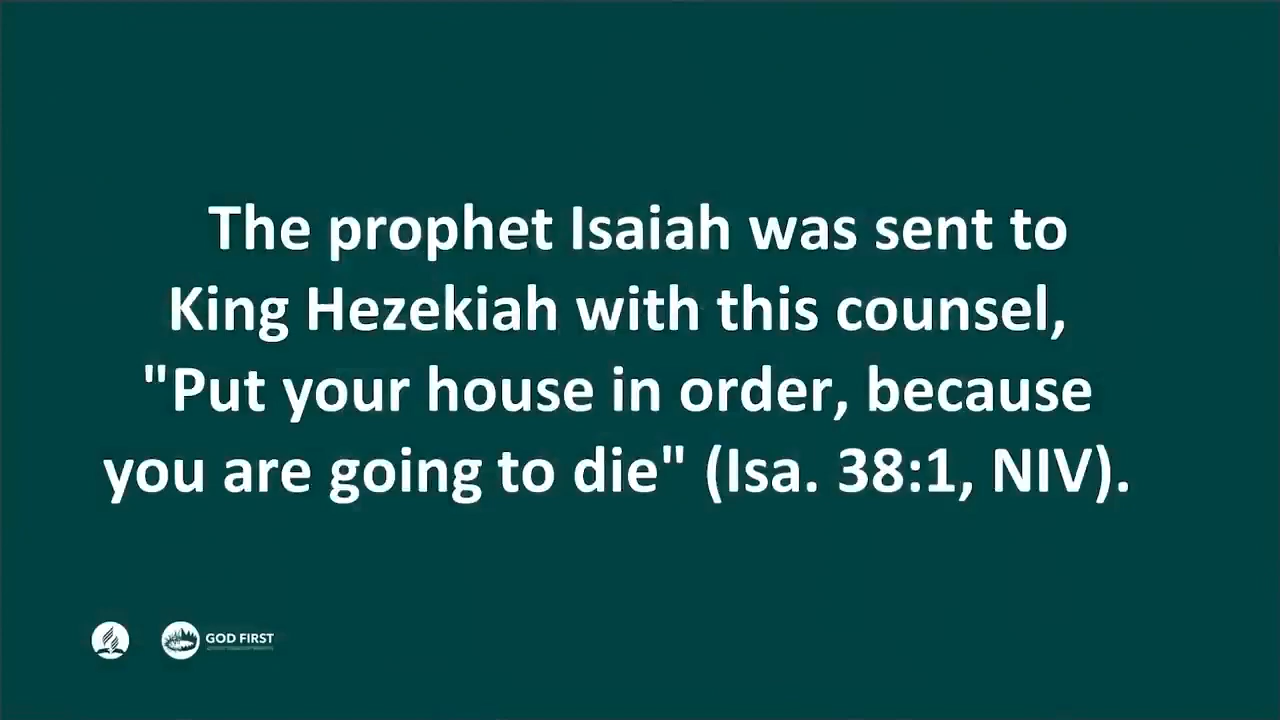 The prophet Isaiah was sent to
King Hezekiah with this counsel,
"Put your house in order, because
you are going to die" (Isa. 38:1, NIV).
GOD FIRST